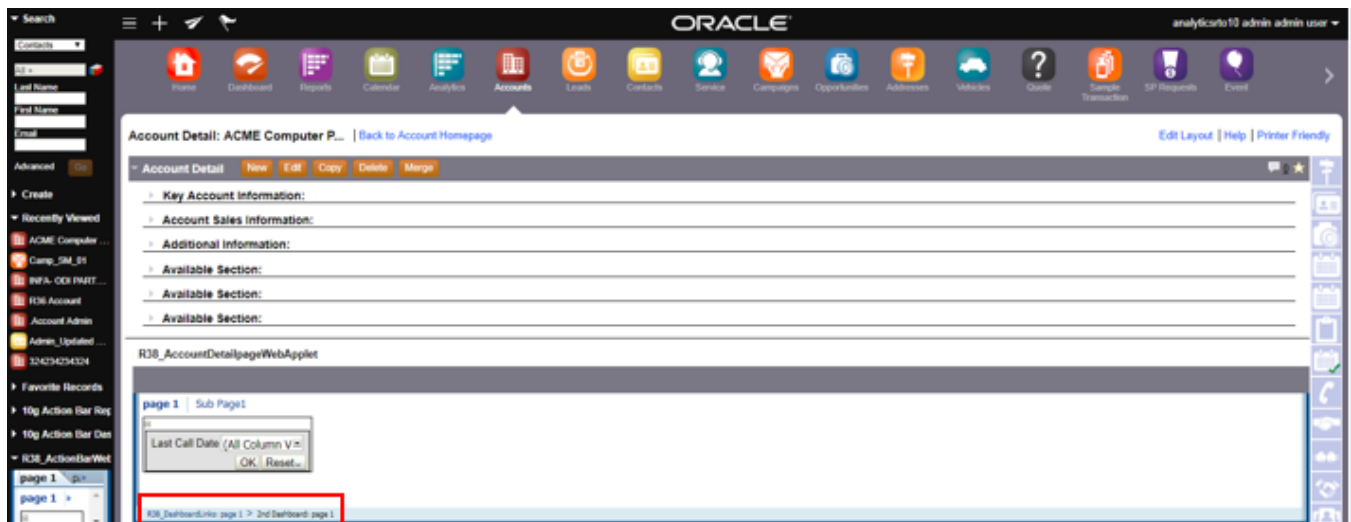 Search
ORACLE
analyticsrto10 admin admin user
Contacts
All
Last Name
First Name
Email
Advanced Go
Create
Recently Viewed
ACME Computer ...
Camp_SM_01
INFA- ODI PART...
R36 Account
Account Admin
Admin_Updated ...
324234234324
Favorite Records
10g Action Bar Rep
10g Action Bar Das
R38_ActionBarWet
page 1
page 1 >
Home Dashboard Reports Calendar Analytics Accounts Leads Contacts Service Campaigns Opportunities Addresses Vehicles Quote Sample Transaction SP Requests Event
Account Detail: ACME Computer P... | Back to Account Homepage
Edit Layout | Help | Printer Friendly
Account Detail New Edit Copy Delete Merge
Key Account Information:
Account Sales Information:
Additional Information:
Available Section:
Available Section:
Available Section:
R38_AccountDetailpageWebApplet
page 1 | Sub Page1
Last Call Date (All Column V
OK Reset...
R38_DashboardLinks: page 1 > 2nd Dashboard: page 1